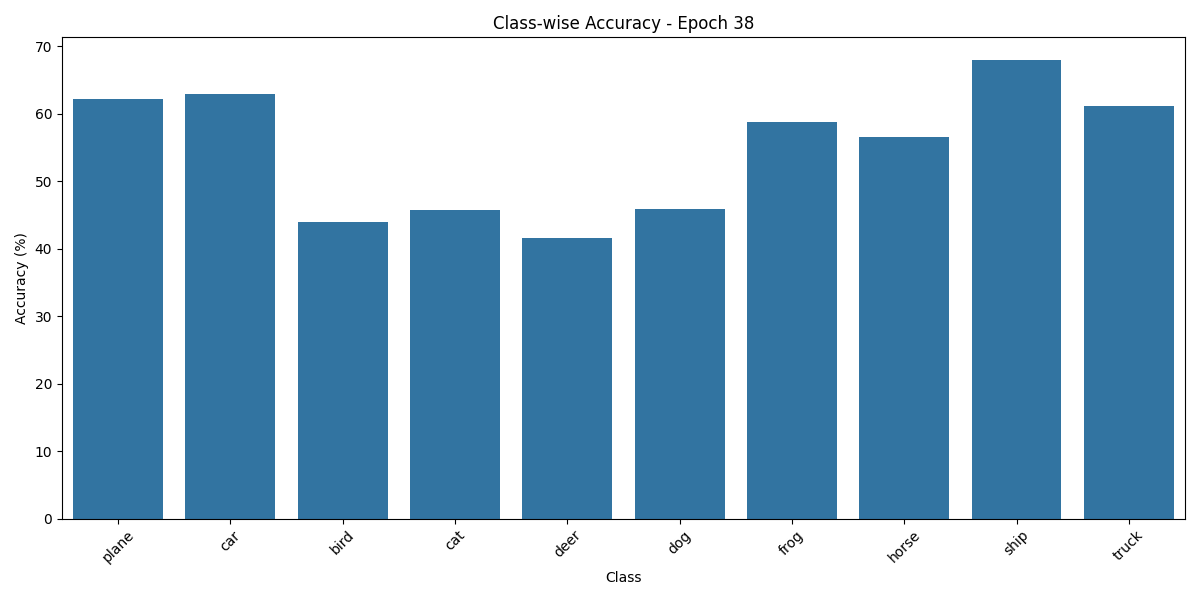 Class-wise Accuracy - Epoch 38
70
60
50
40
30
20
10
0
Accuracy (%)
plane
car
bird
cat
deer
dog
frog
horse
ship
truck
Class